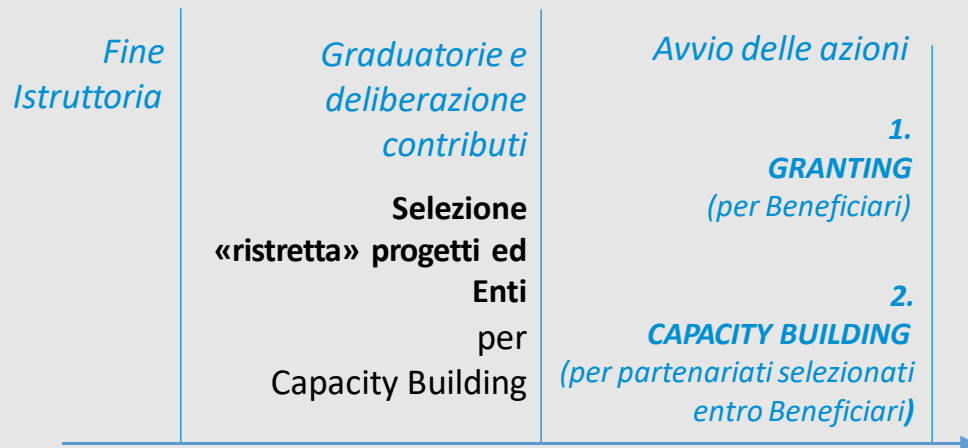 Fine
Istruttoria
Graduatorie e
deliberazione
contributi
Selezione
«ristretta» progetti ed
Enti
per
Capacity Building
Avvio delle azioni
1.
GRANTING
(per Beneficiari)
2.
CAPACITY BUILDING
(per partenariati selezionati
entro Beneficiari)